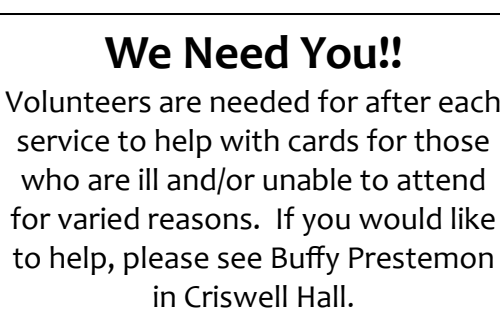 We Need You!!
Volunteers are needed for after each
service to help with cards for those
who are ill and/or unable to attend
for varied reasons.  If you would like
to help, please see Buffy Prestemon
in Criswell Hall.